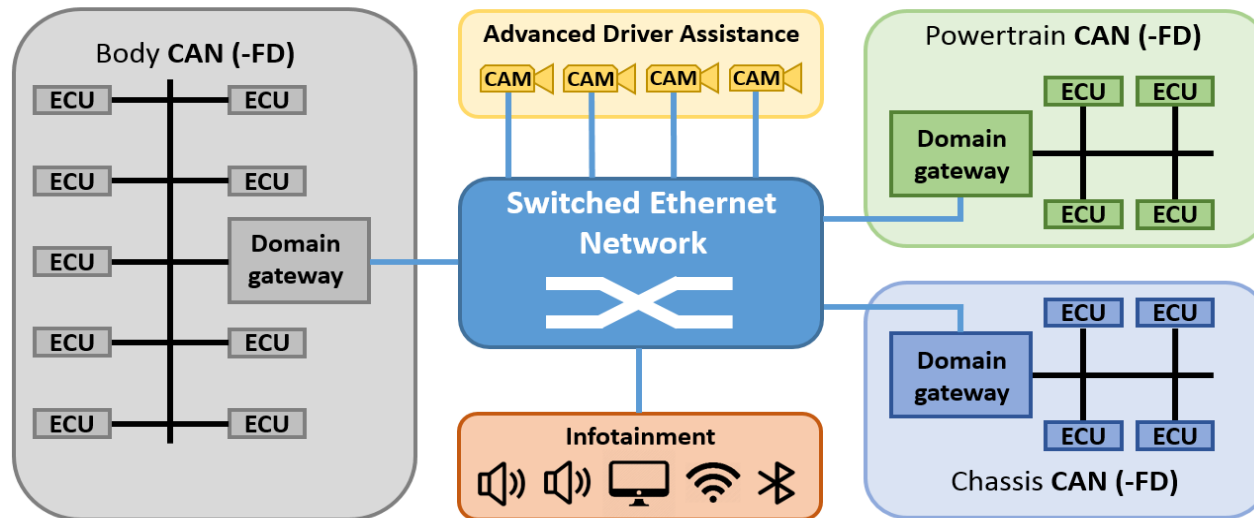 Body CAN (-FD)
ECU
ECU
ECU
ECU
ECU
Domain
gateway
ECU
ECU
ECU
ECU
Advanced Driver Assistance
CAM
CAM
CAM
CAM
Switched Ethernet
Network
Infotainment
Powertrain CAN (-FD)
ECU
ECU
Domain
gateway
ECU
ECU
ECU
ECU
Domain
gateway
ECU
ECU
Chassis CAN (-FD)